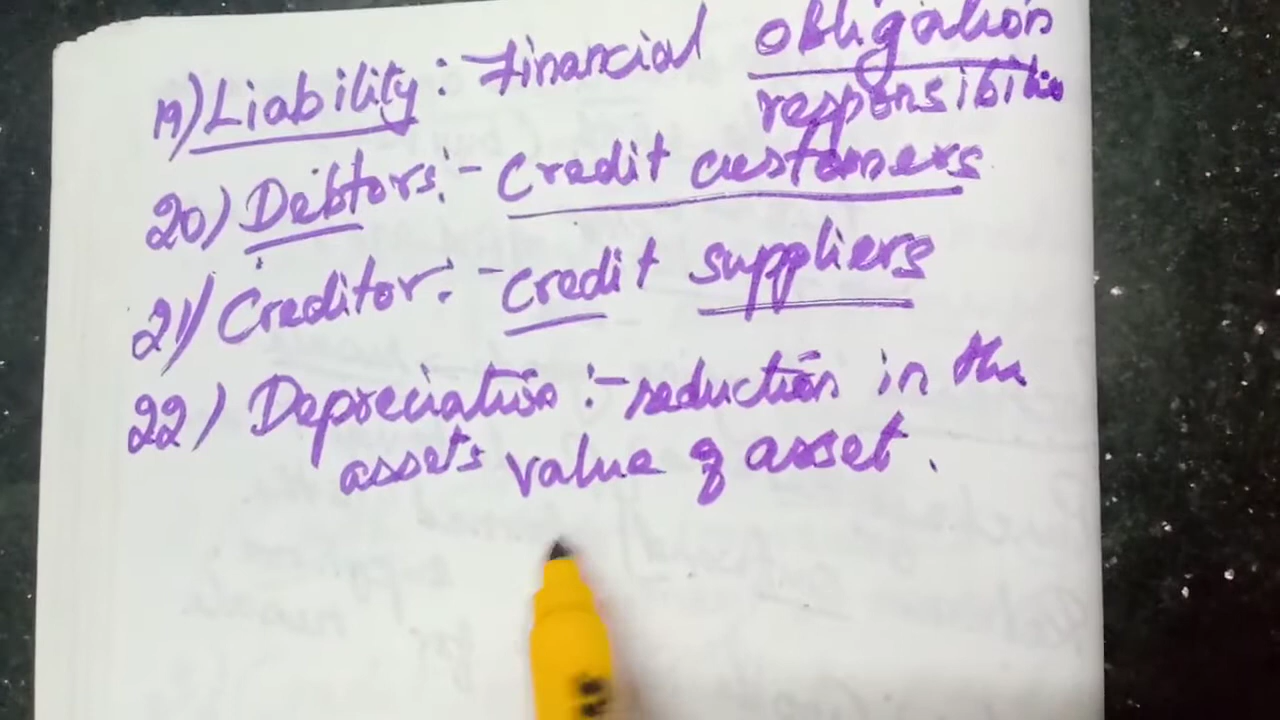 19) Liability : Financial obligation
responsibilitio
20) Debtors :- Credit customers
21) Creditor :- credit suppliers
22) Depreciation :- reduction in the
assets value of asset.